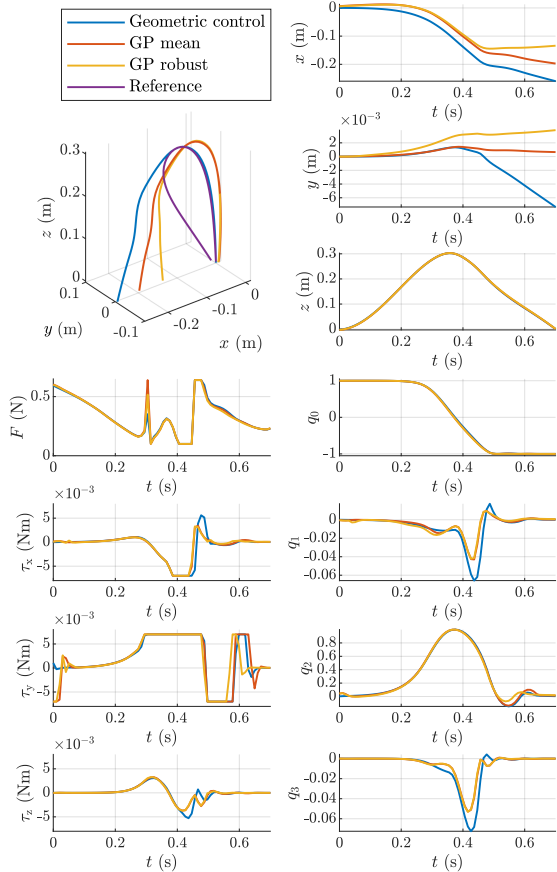 Geometric control
GP mean
GP robust
Reference
0.3
0.2
0.1
0
z (m)
0.1
0
-0.1
y (m)
-0.2
-0.1
0
x (m)
0
-0.1
-0.2
x (m)
0 0.2 0.4 0.6
t (s)
×10⁻³
2
0
-2
-4
-6
y (m)
0 0.2 0.4 0.6
t (s)
0.3
0.2
0.1
0
z (m)
0 0.2 0.4 0.6
t (s)
0.5
0
F (N)
0 0.2 0.4 0.6
t (s)
1
0
-1
q₀
0 0.2 0.4 0.6
t (s)
×10⁻³
5
0
-5
τₓ (Nm)
0 0.2 0.4 0.6
t (s)
0
-0.02
-0.04
-0.06
q₁
0 0.2 0.4 0.6
t (s)
×10⁻³
5
0
-5
τ_y (Nm)
0 0.2 0.4 0.6
t (s)
0.8
0.6
0.4
0.2
0
q₂
0 0.2 0.4 0.6
t (s)
×10⁻³
5
0
-5
τ_z (Nm)
0 0.2 0.4 0.6
t (s)
0
-0.02
-0.04
-0.06
q₃
0 0.2 0.4 0.6
t (s)